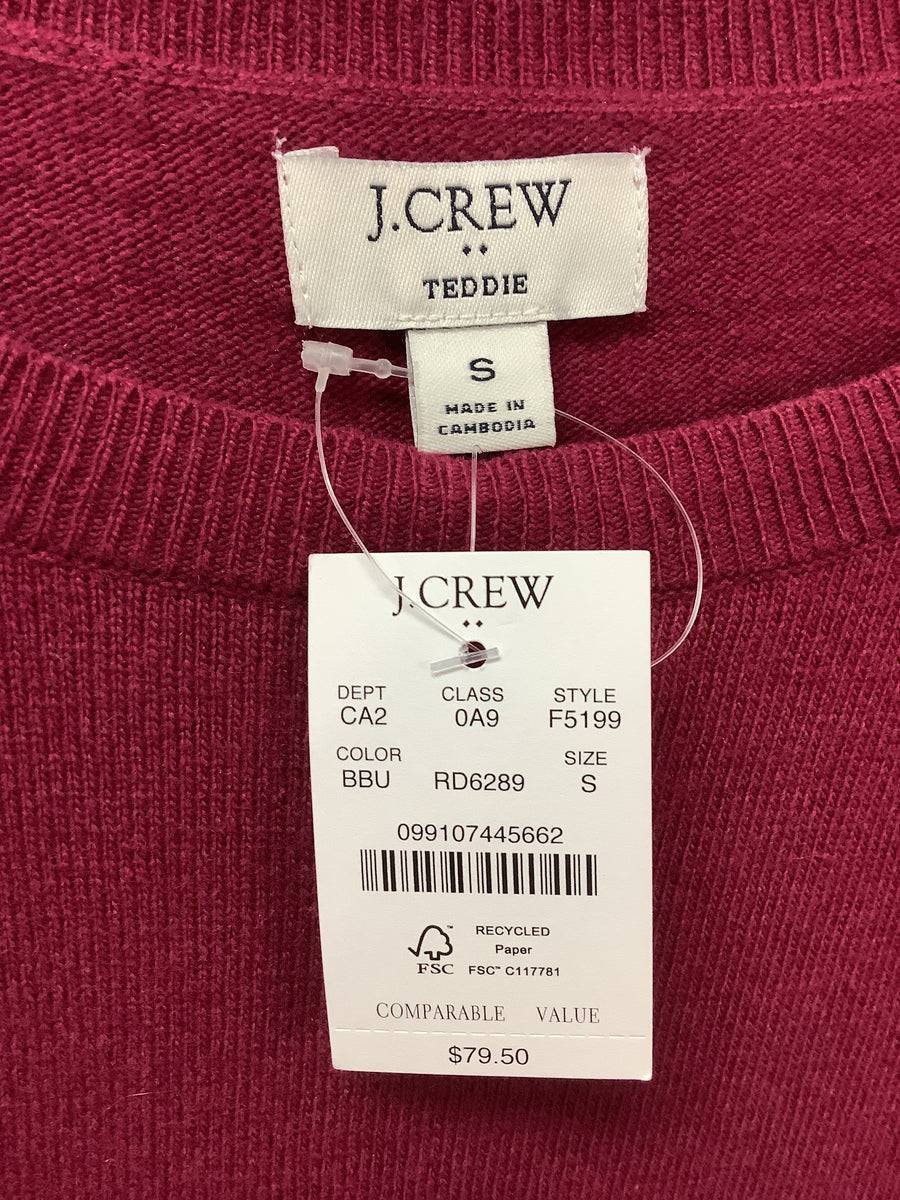 J.CREW
TEDDIE
S
MADE IN
CAMBODIA
J.CREW
DEPT CLASS STYLE
CA2 0A9 F5199
COLOR SIZE
BBU RD6289 S
099107445662
RECYCLED
Paper
FSC™ C117781
FSC
COMPARABLE VALUE
$79.50